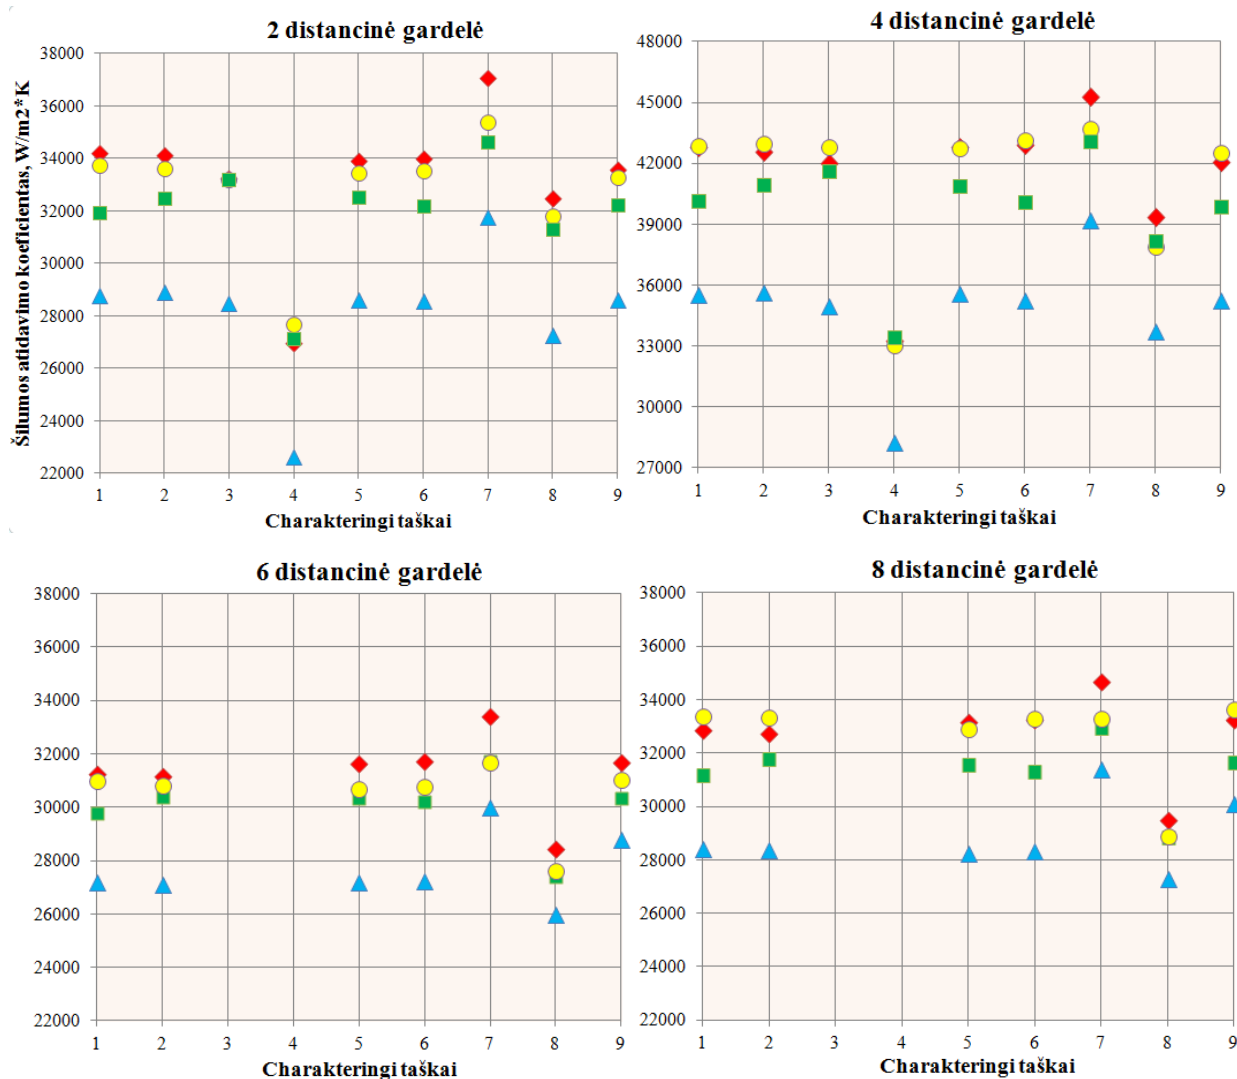 2 distancinė gardelė
Šilumos atidavimo koeficientas, W/m2*K
38000
36000
34000
32000
30000
28000
26000
24000
22000
1 2 3 4 5 6 7 8 9
Charakteringi taškai
4 distancinė gardelė
48000
45000
42000
39000
36000
33000
30000
27000
1 2 3 4 5 6 7 8 9
Charakteringi taškai
6 distancinė gardelė
38000
36000
34000
32000
30000
28000
26000
24000
22000
1 2 3 4 5 6 7 8 9
Charakteringi taškai
8 distancinė gardelė
38000
36000
34000
32000
30000
28000
26000
24000
22000
1 2 3 4 5 6 7 8 9
Charakteringi taškai